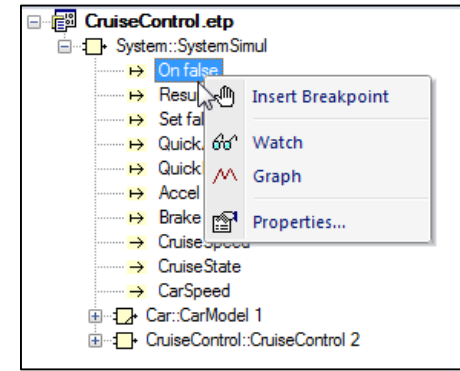 CruiseControl.etp
System::SystemSimul
On false
Resu
Insert Breakpoint
Set fal
Quick
Watch
Quick
Graph
Accel
Brake
Properties...
CruiseSpeed
CruiseState
CarSpeed
Car::CarModel 1
CruiseControl::CruiseControl 2